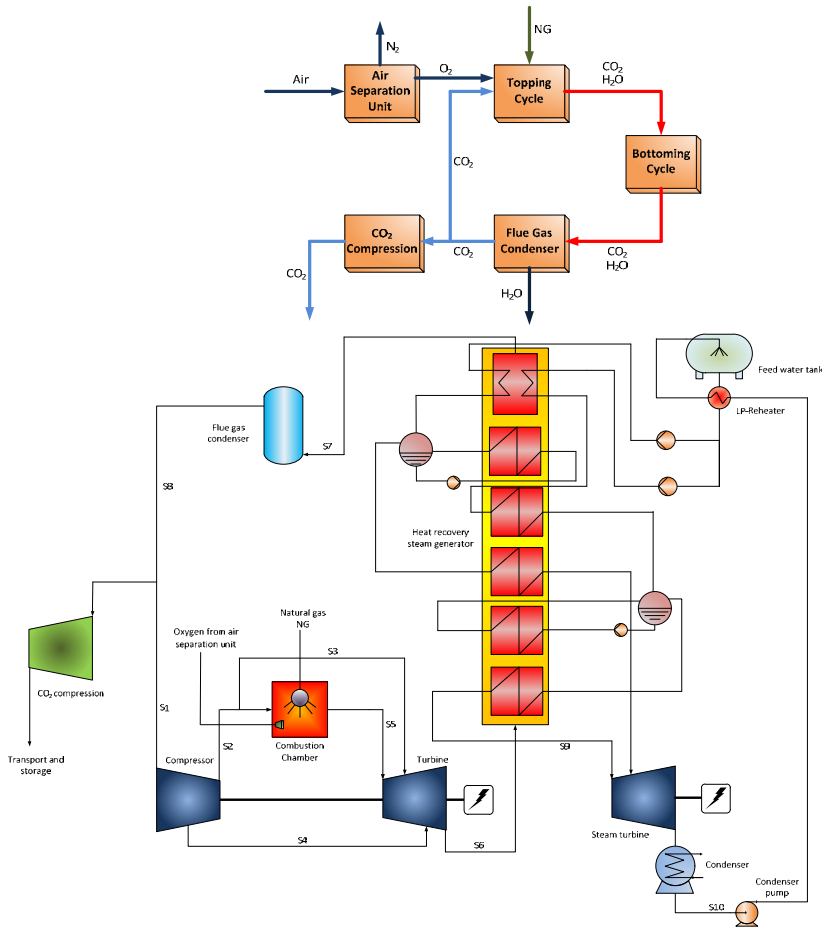 NG
N2
Air
Air
Separation
Unit
O2
Topping
Cycle
CO2
H2O
Bottoming
Cycle
CO2
CO2
Compression
CO2
Flue Gas
Condenser
CO2
H2O
CO2
H2O
Feed water tank
LP-Reheater
Flue gas
condenser
S7
S8
Heat recovery
steam generator
Natural gas
NG
Oxygen from air
separation unit
S3
CO2 compression
S1
S2
S5
Combustion
Chamber
Transport and
storage
Compressor
Turbine
S9
S4
S6
Steam turbine
Condenser
Condenser
pump
S10